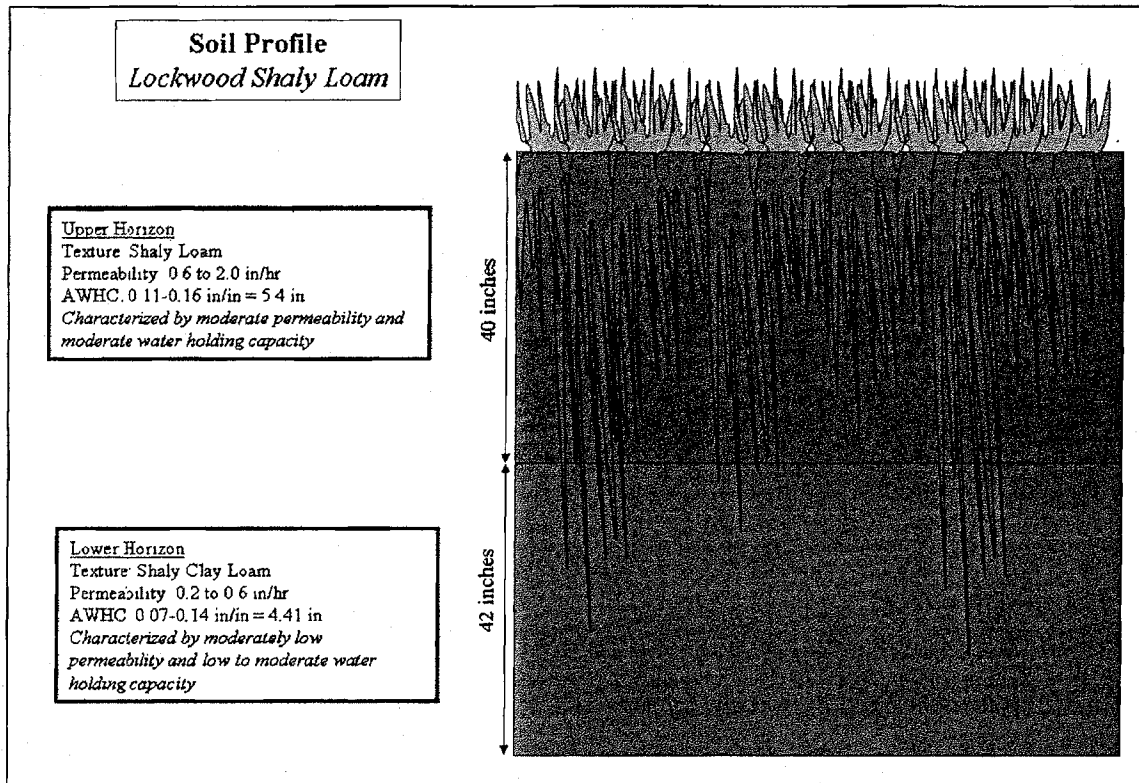 Soil Profile
Lockwood Shaly Loam
Upper Horizon
Texture Shaly Loam
Permeability 0.6 to 2.0 in/hr
AWHC. 0 11-0.16 in/in = 5 4 in
Characterized by moderate permeability and
moderate water holding capacity
40 inches
Lower Horizon
Texture: Shaly Clay Loam
Permeability 0.2 to 0 6 in/hr
AWHC 0 07-0.14 in/in = 4.41 in
Characterized by moderately low
permeability and low to moderate water
holding capacity
42 inches